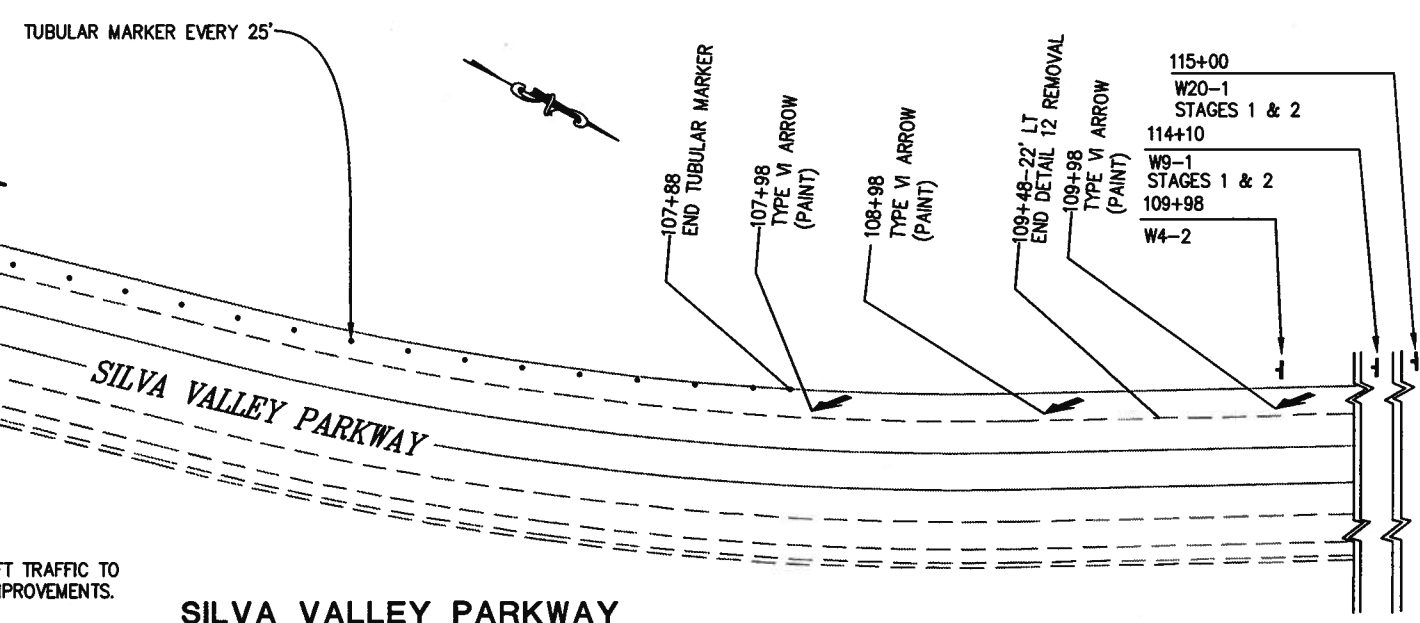 TUBULAR MARKER EVERY 25'
107+88
END TUBULAR MARKER
107+98
TYPE VI ARROW
(PAINT)
108+98
TYPE VI ARROW
(PAINT)
109+48-22' LT
END DETAIL 12 REMOVAL
109+98
TYPE VI ARROW
(PAINT)
115+00
W20-1
STAGES 1 & 2
114+10
W9-1
STAGES 1 & 2
109+98
W4-2
SILVA VALLEY PARKWAY
FT TRAFFIC TO
MPROVEMENTS.
SILVA VALLEY PARKWAY